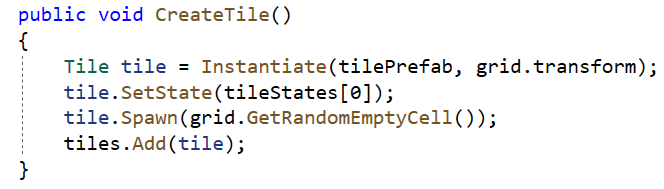 public void CreateTile()
{
    Tile tile = Instantiate(tilePrefab, grid.transform);
    tile.SetState(tileStates[0]);
    tile.Spawn(grid.GetRandomEmptyCell());
    tiles.Add(tile);
}